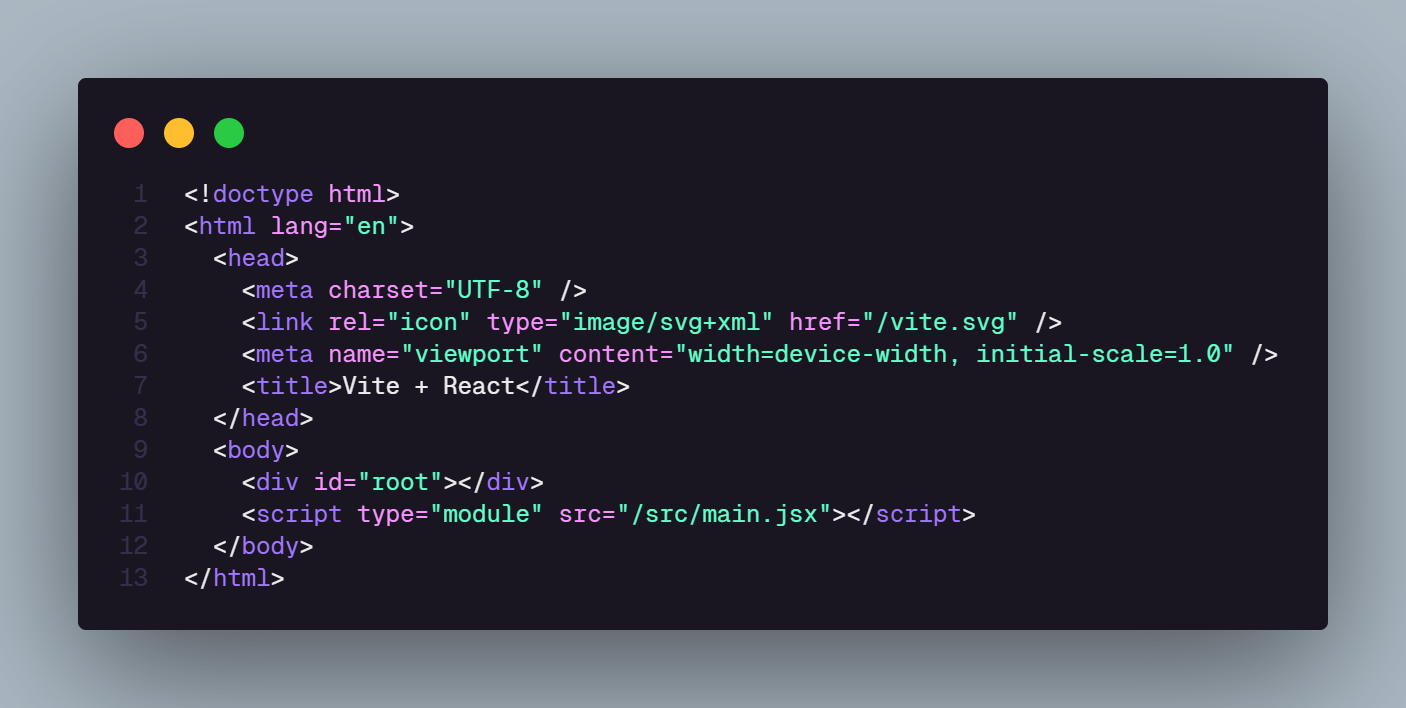 1 <!doctype html>
2 <html lang="en">
3   <head>
4     <meta charset="UTF-8" />
5     <link rel="icon" type="image/svg+xml" href="/vite.svg" />
6     <meta name="viewport" content="width=device-width, initial-scale=1.0" />
7     <title>Vite + React</title>
8   </head>
9   <body>
10     <div id="root"></div>
11     <script type="module" src="/src/main.jsx"></script>
12   </body>
13 </html>